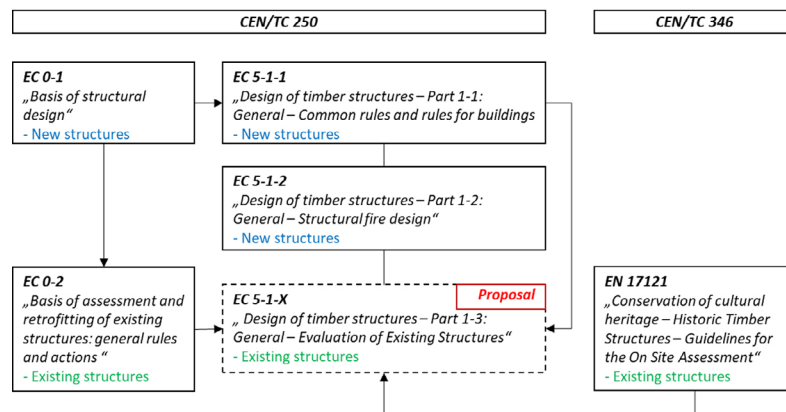 CEN/TC 250
CEN/TC 346
EC 0-1
„Basis of structural
design“
- New structures
EC 5-1-1
„Design of timber structures – Part 1-1:
General – Common rules and rules for buildings
- New structures
EC 5-1-2
„Design of timber structures – Part 1-2:
General – Structural fire design“
- New structures
EC 0-2
„Basis of assessment and
retrofitting of existing
structures: general rules
and actions “
- Existing structures
EC 5-1-X
Proposal
„ Design of timber structures – Part 1-3:
General – Evaluation of Existing Structures“
- Existing structures
EN 17121
„Conservation of cultural
heritage – Historic Timber
Structures – Guidelines for
the On Site Assessment“
- Existing structures